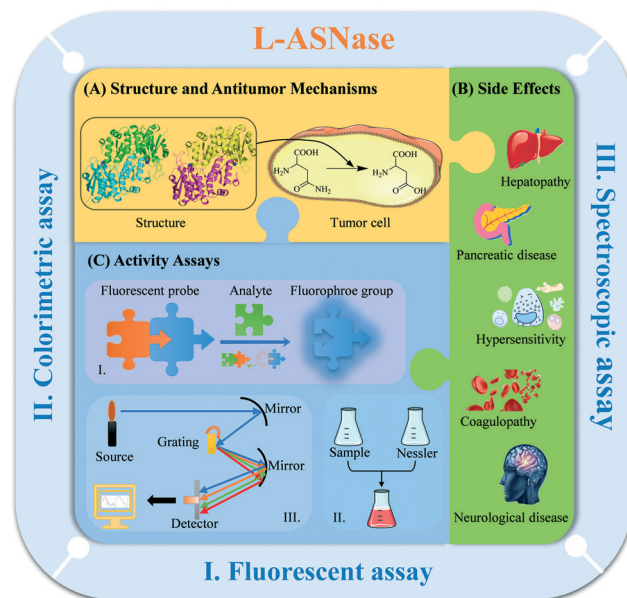 L-ASNase
(A) Structure and Antitumor Mechanisms
Structure
COOH
H2N
NH2
O
COOH
H2N
OH
O
Tumor cell
(B) Side Effects
Hepatopathy
Pancreatic disease
Hypersensitivity
Coagulopathy
Neurological disease
(C) Activity Assays
Fluorescent probe
Analyte
Fluorophroe group
I.
Source
Grating
Mirror
Mirror
Detector
III.
Sample
Nessler
II.
II. Colorimetric assay
III. Spectroscopic assay
I. Fluorescent assay